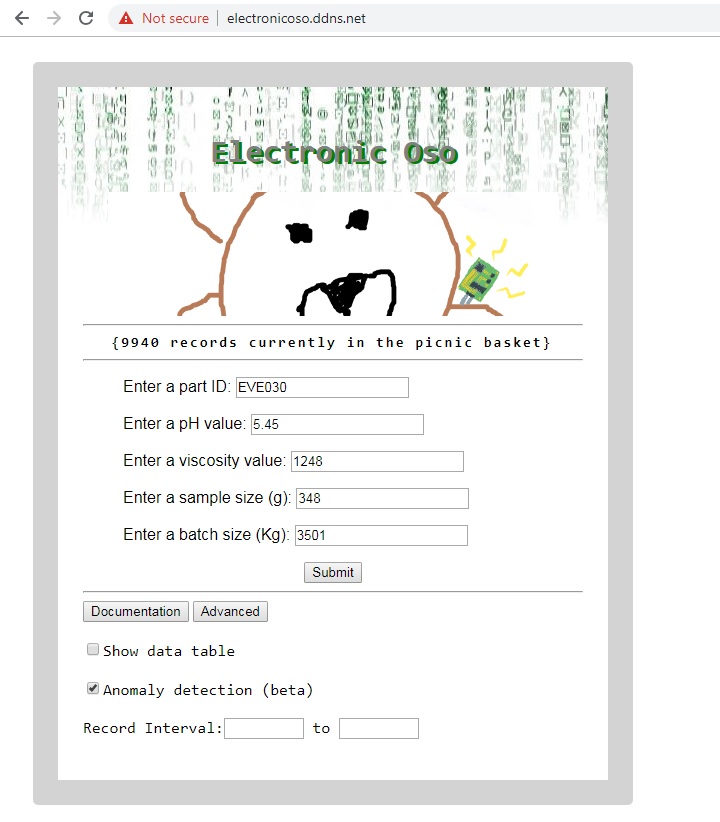 Not secure | electronicoso.ddns.net
Electronic Oso
{9940 records currently in the picnic basket}
Enter a part ID: EVE030
Enter a pH value: 5.45
Enter a viscosity value: 1248
Enter a sample size (g): 348
Enter a batch size (Kg): 3501
Submit
Documentation Advanced
Show data table
Anomaly detection (beta)
Record Interval: to